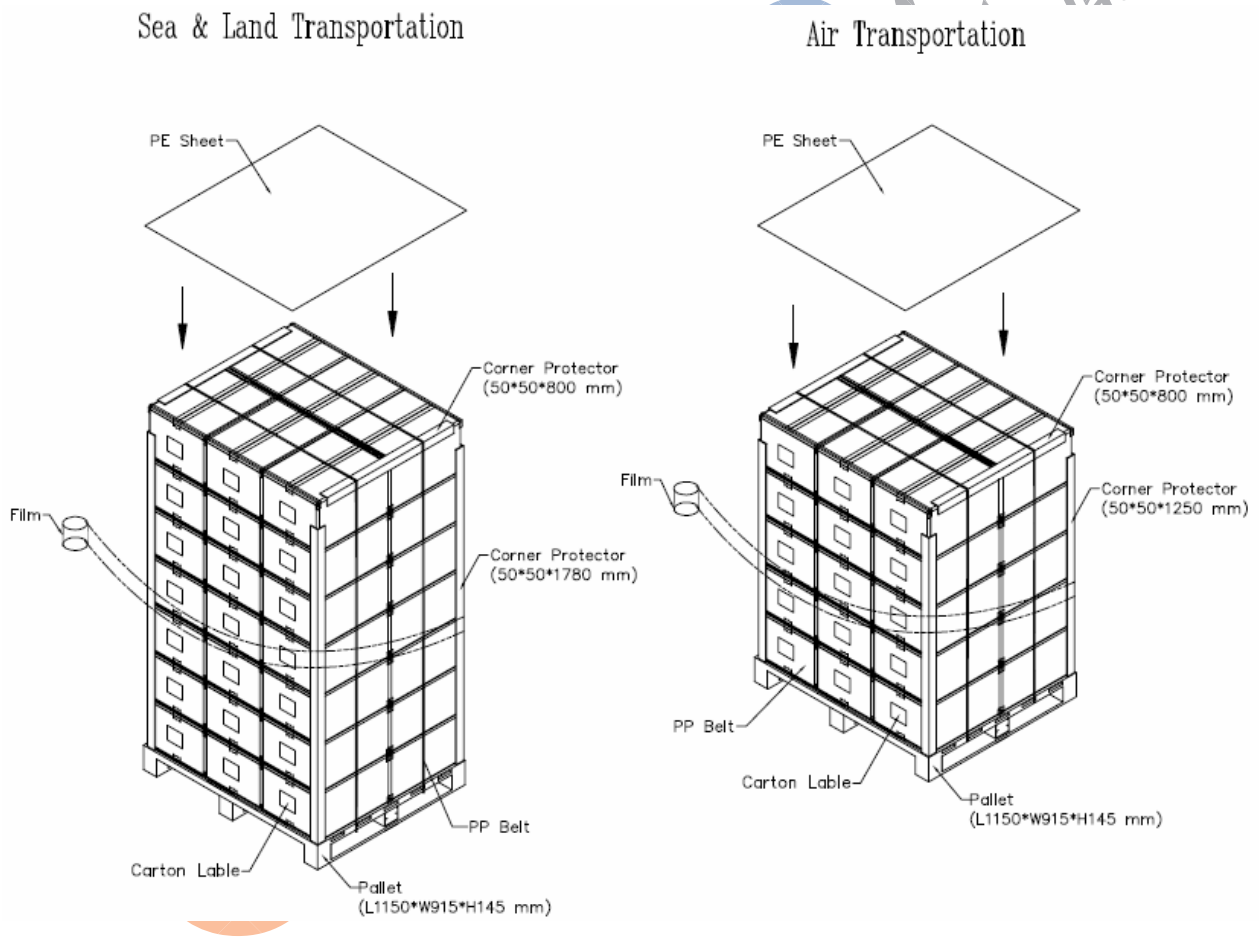 Sea & Land Transportation
PE Sheet
Corner Protector
(50*50*800 mm)
Film
Corner Protector
(50*50*1780 mm)
PP Belt
Carton Lable
Pallet
(L1150*W915*H145 mm)
Air Transportation
PE Sheet
Corner Protector
(50*50*800 mm)
Film
Corner Protector
(50*50*1250 mm)
PP Belt
Carton Lable
Pallet
(L1150*W915*H145 mm)